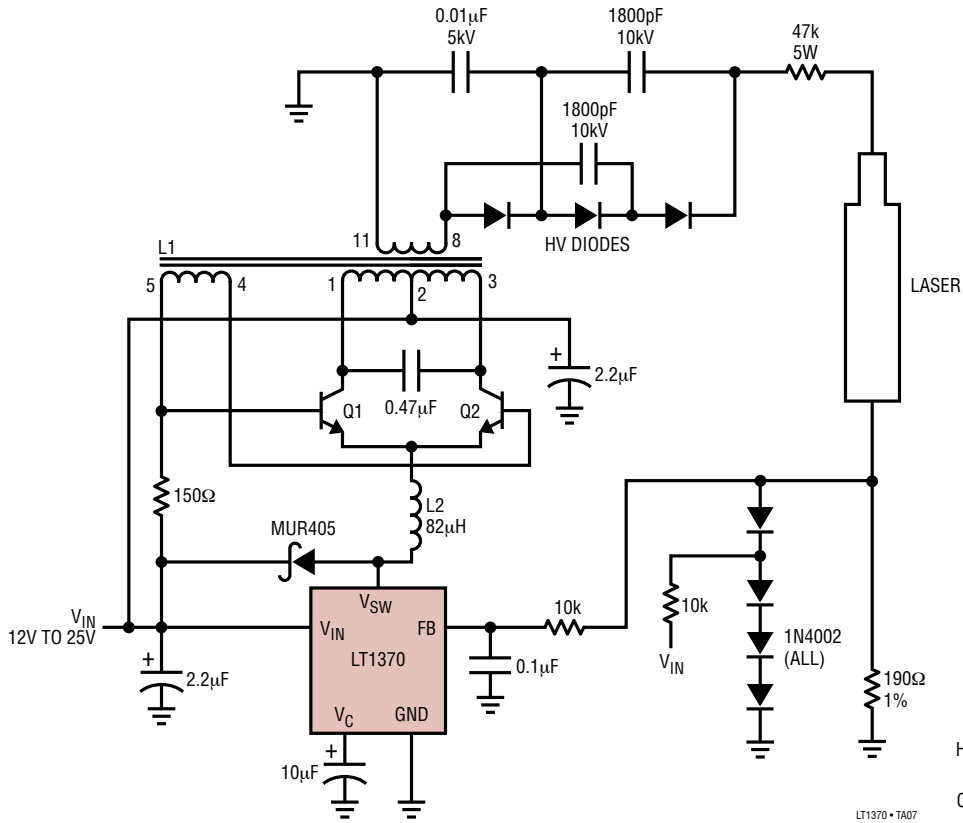 0.01µF
5kV
1800pF
10kV
47k
5W
1800pF
10kV
11
8
HV DIODES
L1
5
4
1
2
3
LASER
+
2.2µF
Q1
0.47µF
Q2
150Ω
L2
82µH
MUR405
VSW
VIN
12V TO 25V
VIN
FB
LT1370
10k
10k
VIN
1N4002
(ALL)
0.1µF
+
2.2µF
190Ω
1%
VC
GND
+
10µF
H
C
LT1370 • TA07